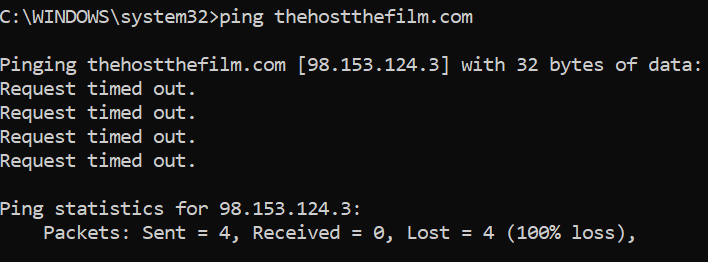 C:\WINDOWS\system32>ping thehostthefilm.com
Pinging thehostthefilm.com [98.153.124.3] with 32 bytes of data:
Request timed out.
Request timed out.
Request timed out.
Request timed out.
Ping statistics for 98.153.124.3:
    Packets: Sent = 4, Received = 0, Lost = 4 (100% loss),